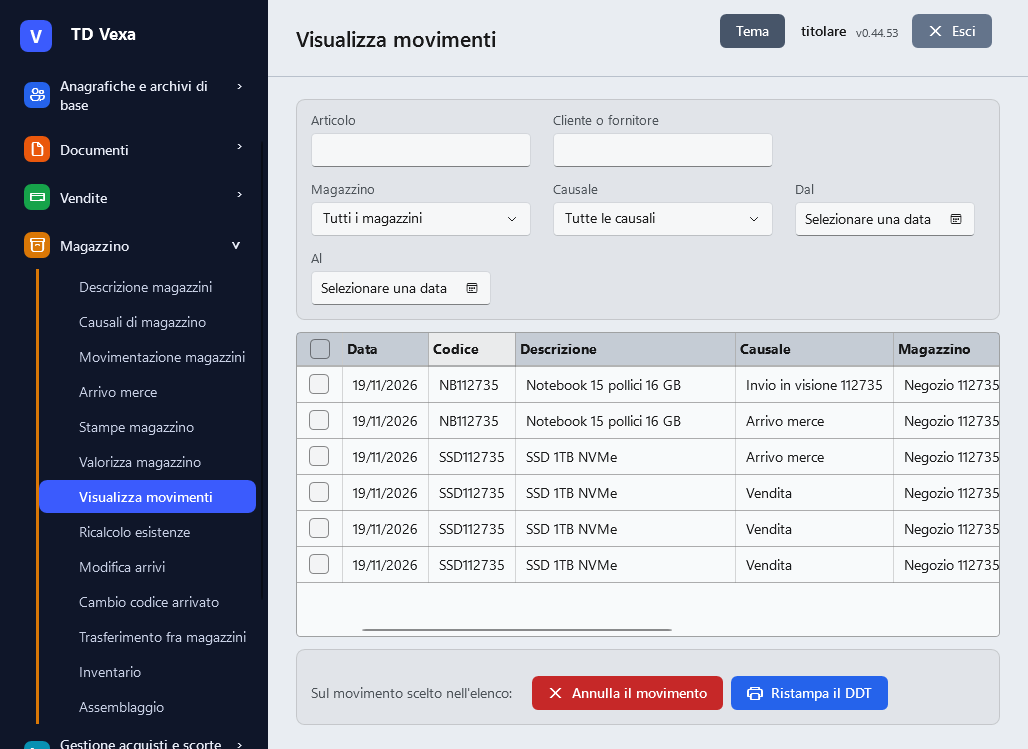 V TD Vexa
Anagrafiche e archivi di
base
Documenti
Vendite
Magazzino
Descrizione magazzini
Causali di magazzino
Movimentazione magazzini
Arrivo merce
Stampe magazzino
Valorizza magazzino
Visualizza movimenti
Ricalcolo esistenze
Modifica arrivi
Cambio codice arrivato
Trasferimento fra magazzini
Inventario
Assemblaggio
Gestione acquisti e scorte
Visualizza movimenti
Tema titolare v0.44.53 Esci
Articolo Cliente o fornitore
Magazzino Causale Dal
Tutti i magazzini Tutte le causali Selezionare una data
Al
Selezionare una data
Data Codice Descrizione Causale Magazzino
19/11/2026 NB112735 Notebook 15 pollici 16 GB Invio in visione 112735 Negozio 112735
19/11/2026 NB112735 Notebook 15 pollici 16 GB Arrivo merce Negozio 112735
19/11/2026 SSD112735 SSD 1TB NVMe Arrivo merce Negozio 112735
19/11/2026 SSD112735 SSD 1TB NVMe Vendita Negozio 112735
19/11/2026 SSD112735 SSD 1TB NVMe Vendita Negozio 112735
19/11/2026 SSD112735 SSD 1TB NVMe Vendita Negozio 112735
Sul movimento scelto nell'elenco: Annulla il movimento Ristampa il DDT